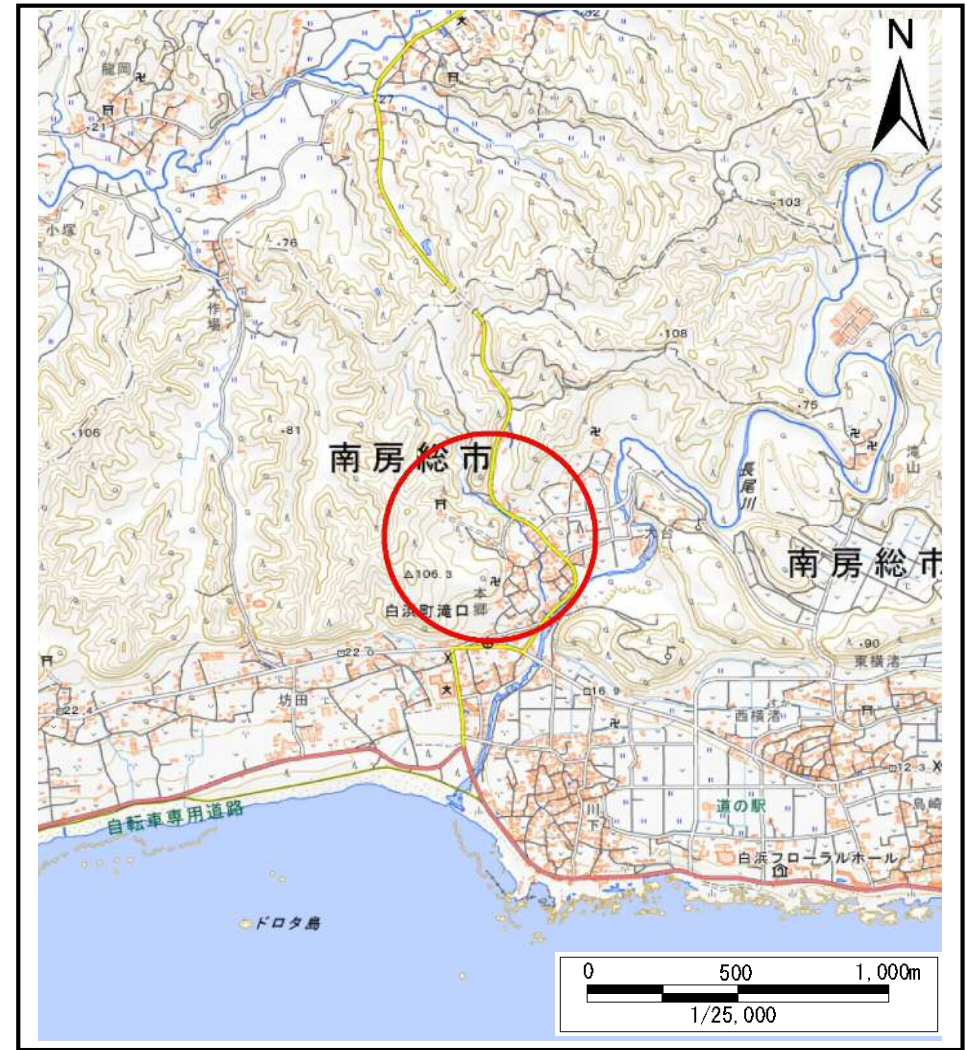 N
龍岡
27
21
小塚
103
76
大作場
108
75
106
81
南房総市
滝山
長尾川
大台
南房総市
106.3
本郷
白浜町滝口
22.0
90
東横渚
坊田
16.9
22.4
西横渚
12.3
島崎
自転車専用道路
道の駅
川下
白浜フローラルホール
ドロタ島
0 500 1,000m
1/25,000